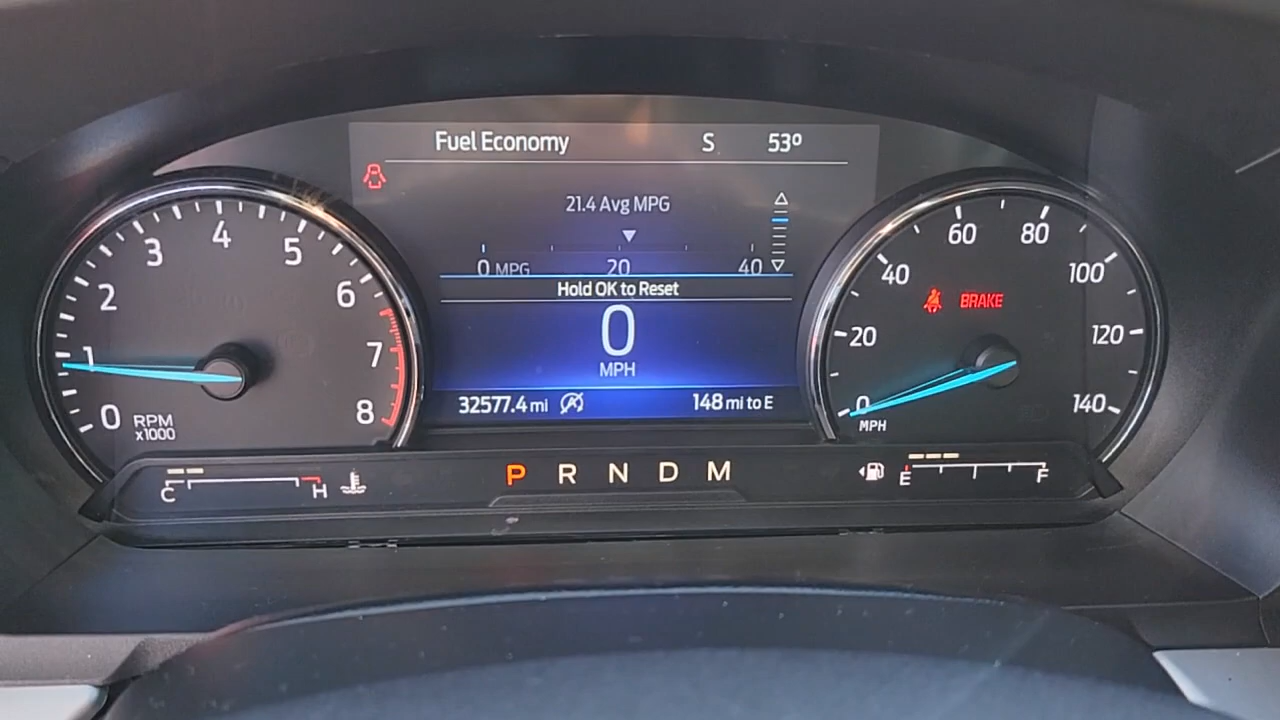 Fuel Economy S 53º
21.4 Avg MPG
0 MPG 20 40
Hold OK to Reset
0
MPH
32577.4 mi 148 mi to E
0 1 2 3 4 5 6 7 8
RPM
x1000
0 20 40 60 80 100 120 140
MPH
BRAKE
C H
P R N D M
E F